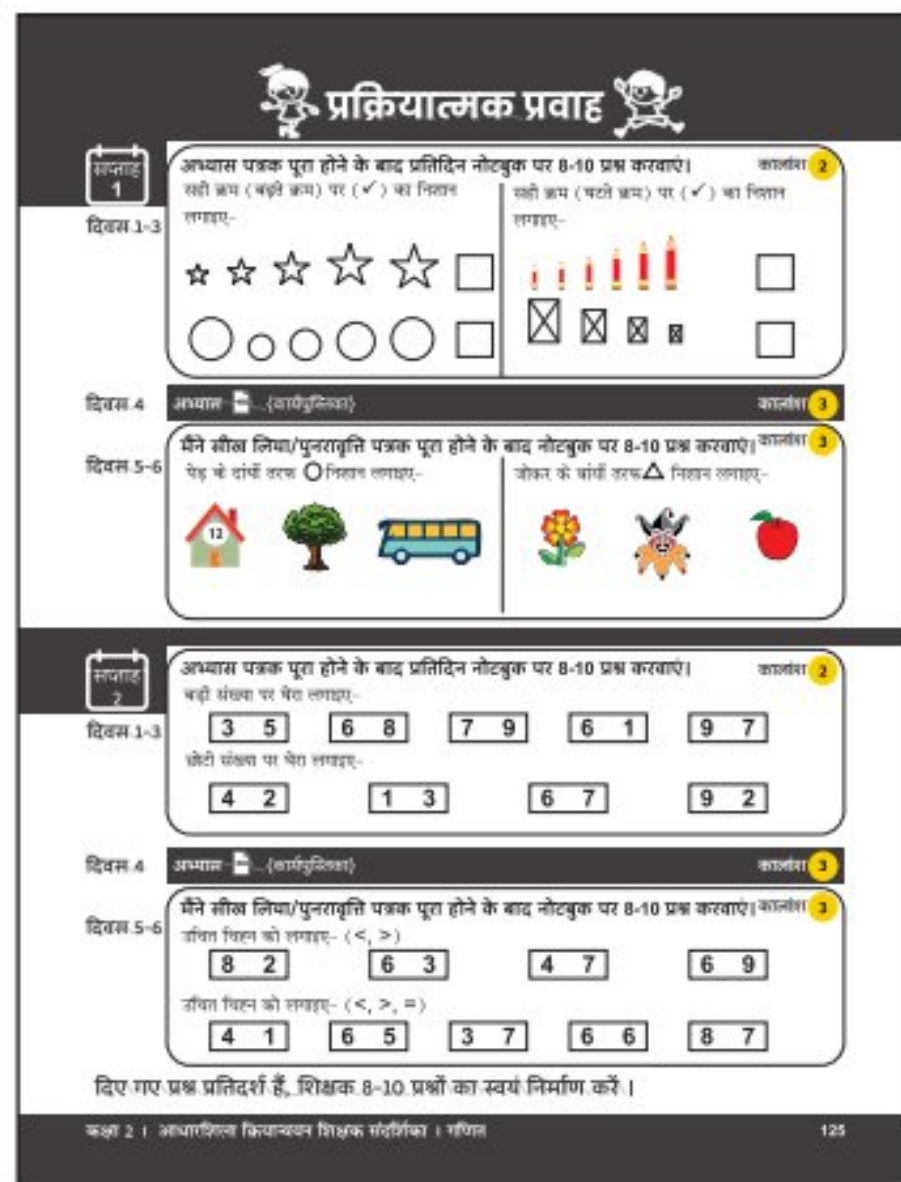 प्रक्रियात्मक प्रवाह
सप्ताह
1
अभ्यास पत्रक पूरा होने के बाद प्रतिदिन नोटबुक पर 8-10 प्रश्न करवाएं। कालांश 2
दिवस 1-3
सही क्रम (बढ़ते क्रम) पर (✓) का निशान
लगाइए-
सही क्रम (घटते क्रम) पर (✓) का निशान
लगाइए-
दिवस 4 अभ्यास {कार्यपुस्तिका} कालांश 3
मैंने सीख लिया/पुनरावृत्ति पत्रक पूरा होने के बाद नोटबुक पर 8-10 प्रश्न करवाएं। कालांश 3
दिवस 5-6
पेड़ के दांयों तरफ ○ निशान लगाइए-
जोकर के बांयों तरफ △ निशान लगाइए-
12
सप्ताह
2
अभ्यास पत्रक पूरा होने के बाद प्रतिदिन नोटबुक पर 8-10 प्रश्न करवाएं। कालांश 2
दिवस 1-3
बड़ी संख्या पर घेरा लगाइए-
3 5 6 8 7 9 6 1 9 7
छोटी संख्या पर घेरा लगाइए-
4 2 1 3 6 7 9 2
दिवस 4 अभ्यास {कार्यपुस्तिका} कालांश 3
मैंने सीख लिया/पुनरावृत्ति पत्रक पूरा होने के बाद नोटबुक पर 8-10 प्रश्न करवाएं। कालांश 3
दिवस 5-6
उचित चिह्न को लगाइए- (<, >)
8 2 6 3 4 7 6 9
उचित चिह्न को लगाइए- (<, >, =)
4 1 6 5 3 7 6 6 8 7
दिए गए प्रश्न प्रतिदर्श हैं, शिक्षक 8-10 प्रश्नों का स्वयं निर्माण करें ।
कक्षा 2 । आधारशिला क्रियान्वयन शिक्षक संदर्शिका । गणित 125